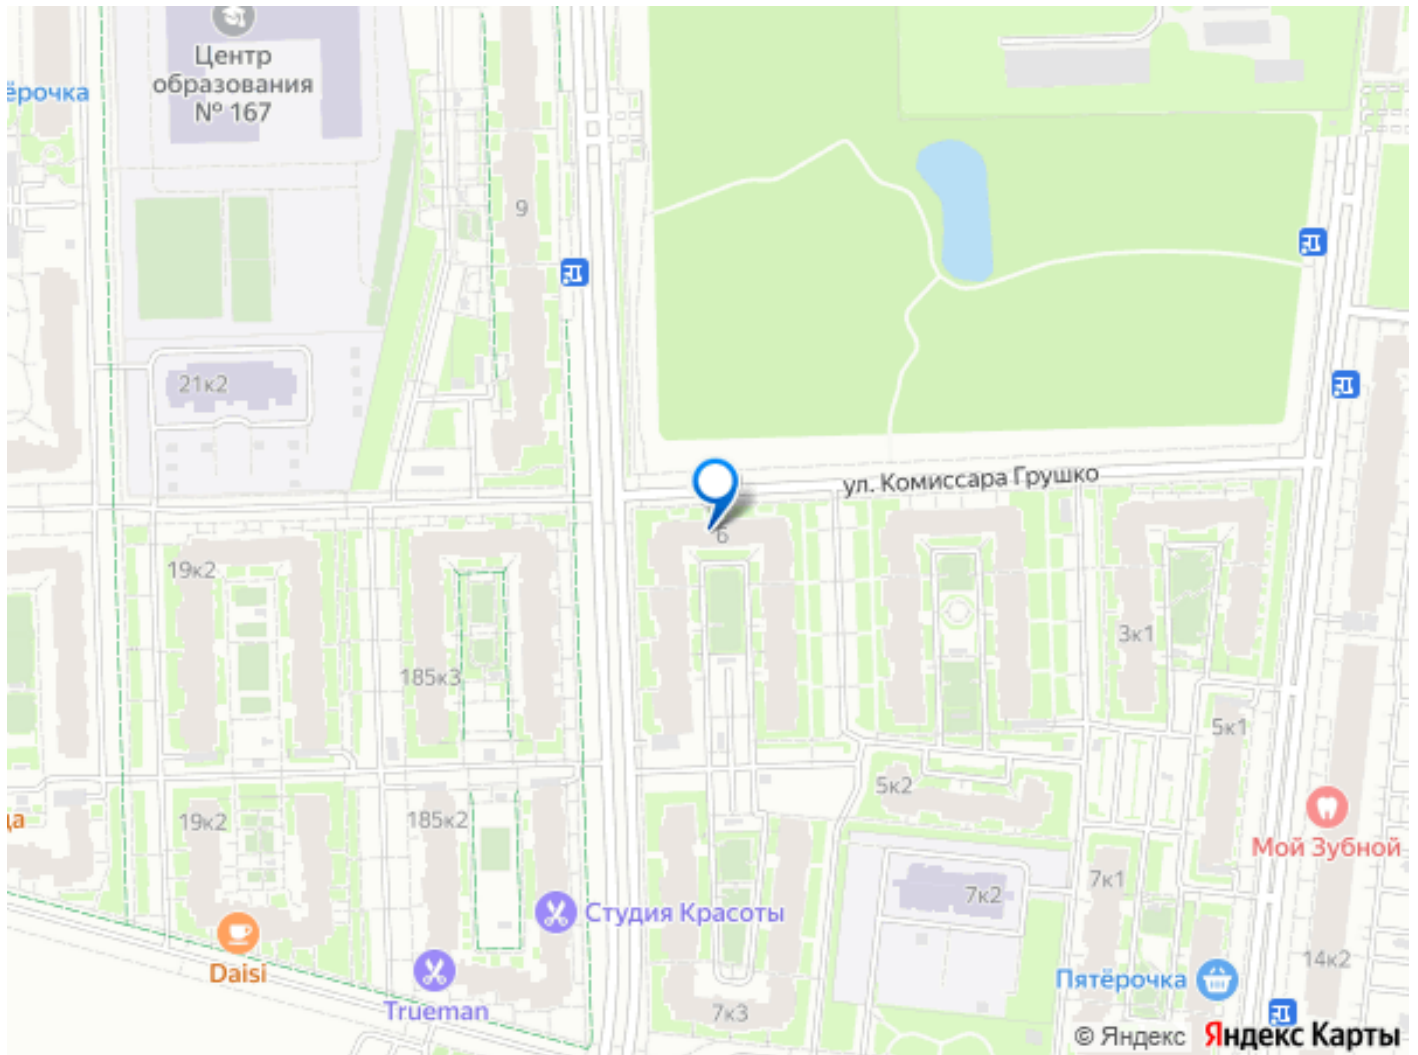 Центр
образования
№ 167
ёрочка
9
21к2
ул. Комиссара Грушко
6
19к2
185к3
3к1
5к1
5к2
19к2
185к2
да
Мой Зубной
7к1
7к2
Студия Красоты
Daisi
Trueman
7к3
Пятёрочка
14к2
© Яндекс Яндекс Карты